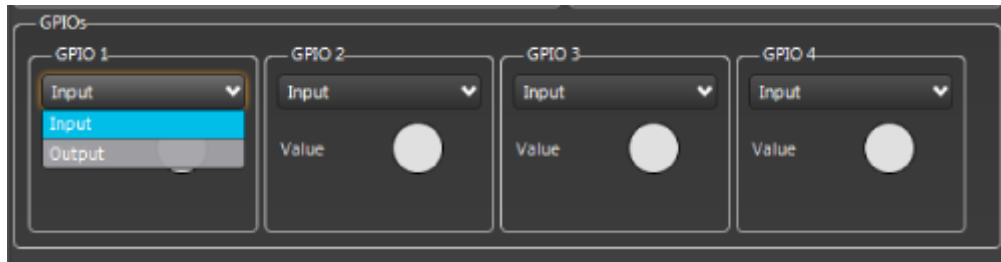 GPIOs
GPIO 1 GPIO 2 GPIO 3 GPIO 4
Input Input Input Input
Input
Output Value Value Value